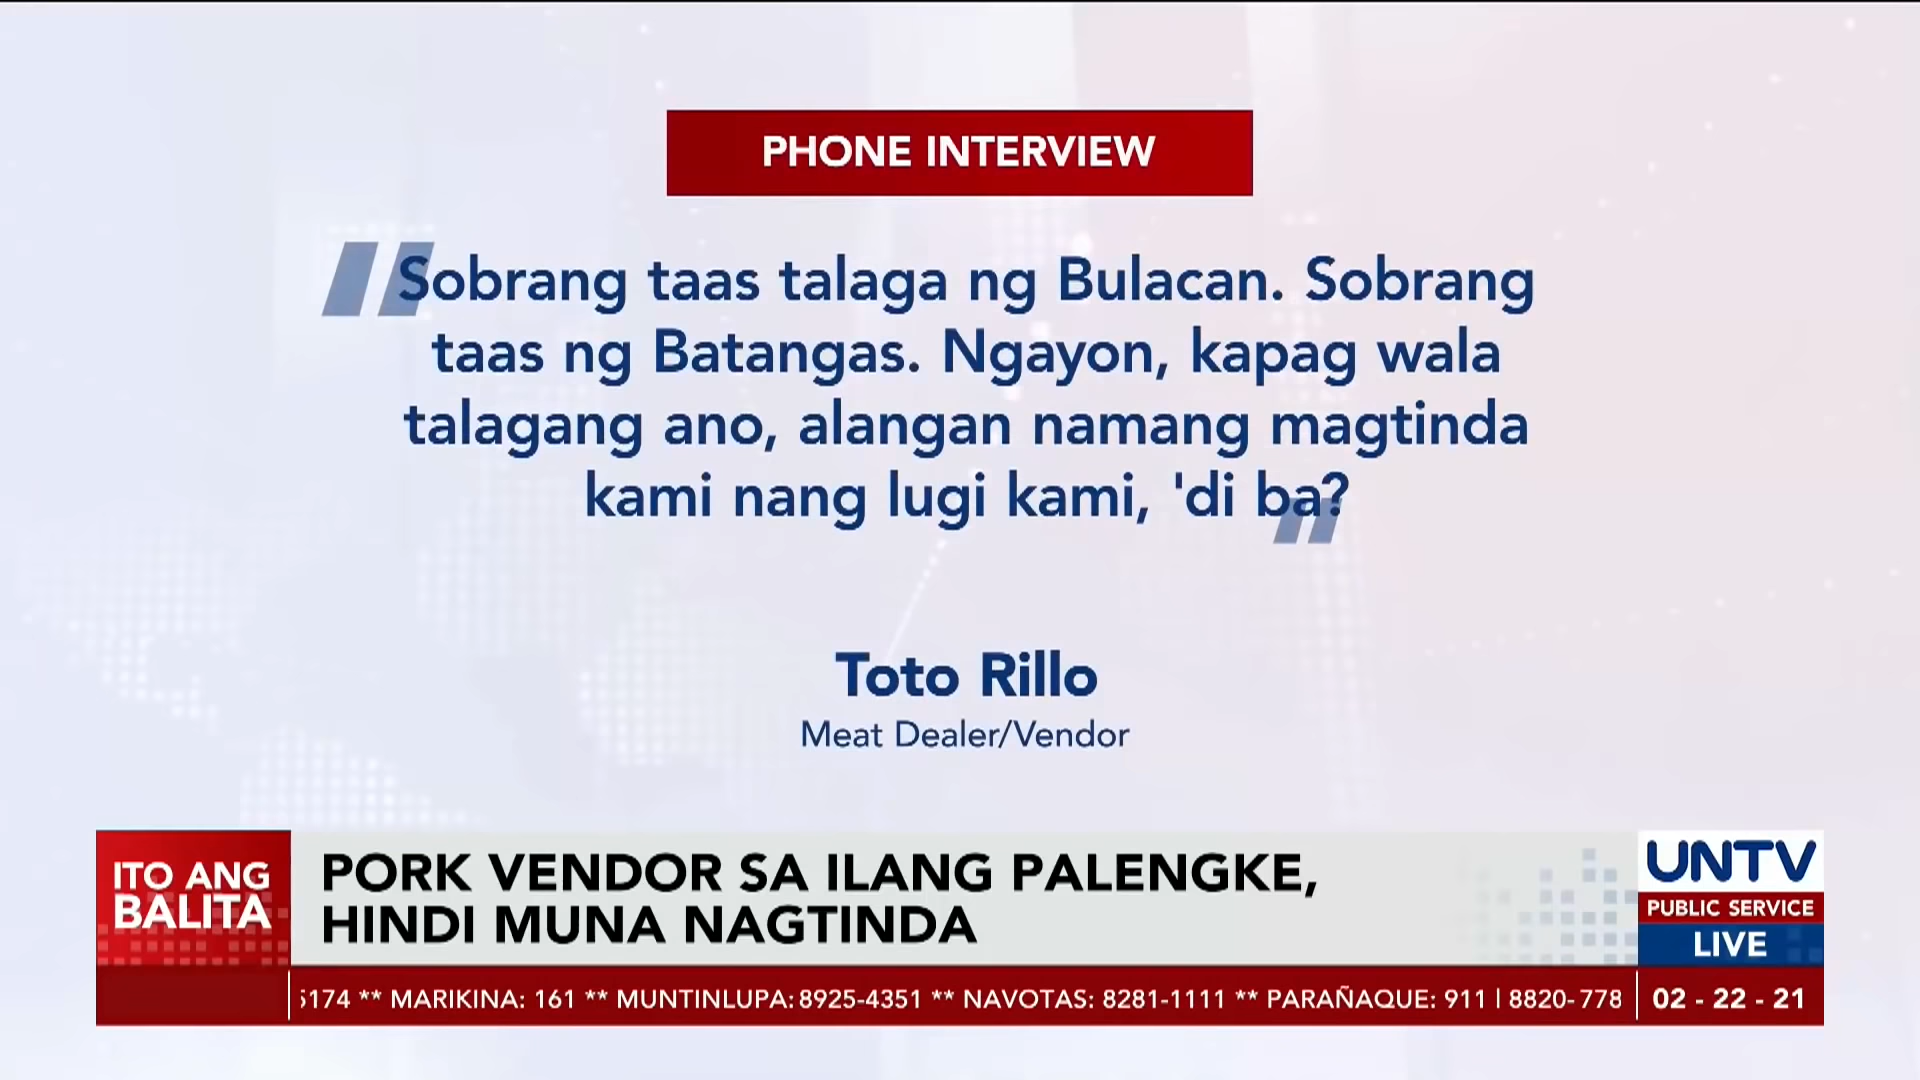 PHONE INTERVIEW
"Sobrang taas talaga ng Bulacan. Sobrang
taas ng Batangas. Ngayon, kapag wala
talagang ano, alangan namang magtinda
kami nang lugi kami, 'di ba?"
Toto Rillo
Meat Dealer/Vendor
ITO ANG
BALITA
PORK VENDOR SA ILANG PALENGKE,
HINDI MUNA NAGTINDA
UNTV
PUBLIC SERVICE
LIVE
5174 ** MARIKINA: 161 ** MUNTINLUPA: 8925-4351 ** NAVOTAS: 8281-1111 ** PARAÑAQUE: 911 | 8820-778
02 - 22 - 21